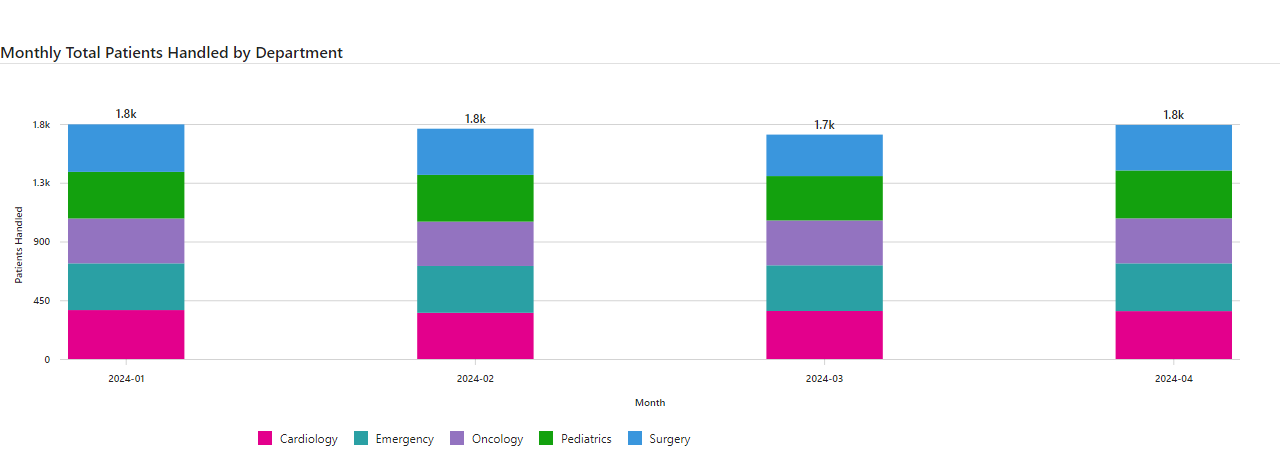 Monthly Total Patients Handled by Department
1.8k
1.8k
1.7k
1.8k
Patients Handled
1.8k
1.3k
900
450
0
2024-01
2024-02
2024-03
2024-04
Month
Cardiology
Emergency
Oncology
Pediatrics
Surgery